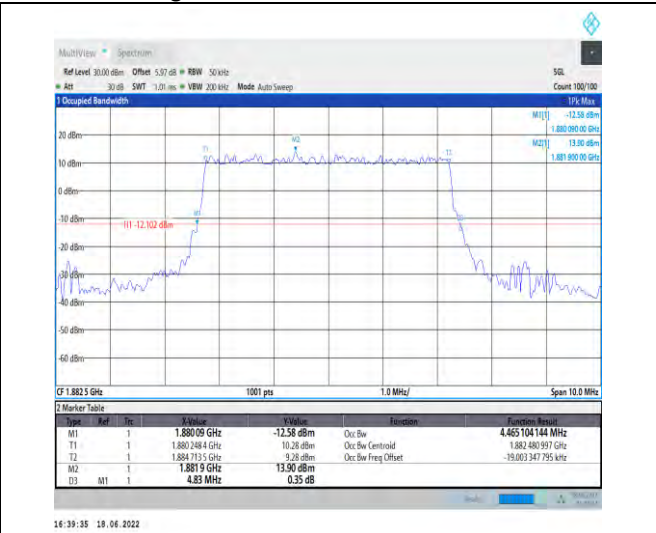 MultiView Spectrum
Ref Level 30.00 dBm Offset 5.97 dB RBW 50 kHz SGL
Att 30 dB SWT 1.01 ms VBW 200 kHz Mode Auto Sweep Count 100/100
1 Occupied Bandwidth 1Pk Max
M1[1] -12.58 dBm
1.880 090 00 GHz
M2[1] 13.90 dBm
1.881 900 00 GHz
20 dBm
M2
T1 T2
10 dBm
0 dBm
-10 dBm
M1
H1 -12.102 dBm
-20 dBm
-30 dBm
-40 dBm
-50 dBm
-60 dBm
CF 1.882 5 GHz 1001 pts 1.0 MHz/ Span 10.0 MHz
2 Marker Table
Type Ref Trc X-Value Y-Value Function Function Result
M1 1 1.880 09 GHz -12.58 dBm Occ Bw 4.465 104 144 MHz
T1 1 1.880 248 4 GHz 10.28 dBm Occ Bw Centroid 1.882 480 997 GHz
T2 1 1.884 713 5 GHz 9.28 dBm Occ Bw Freq Offset -19.003 347 795 kHz
M2 1 1.881 9 GHz 13.90 dBm
D3 M1 1 4.83 MHz 0.35 dB
16:39:35 18.06.2022